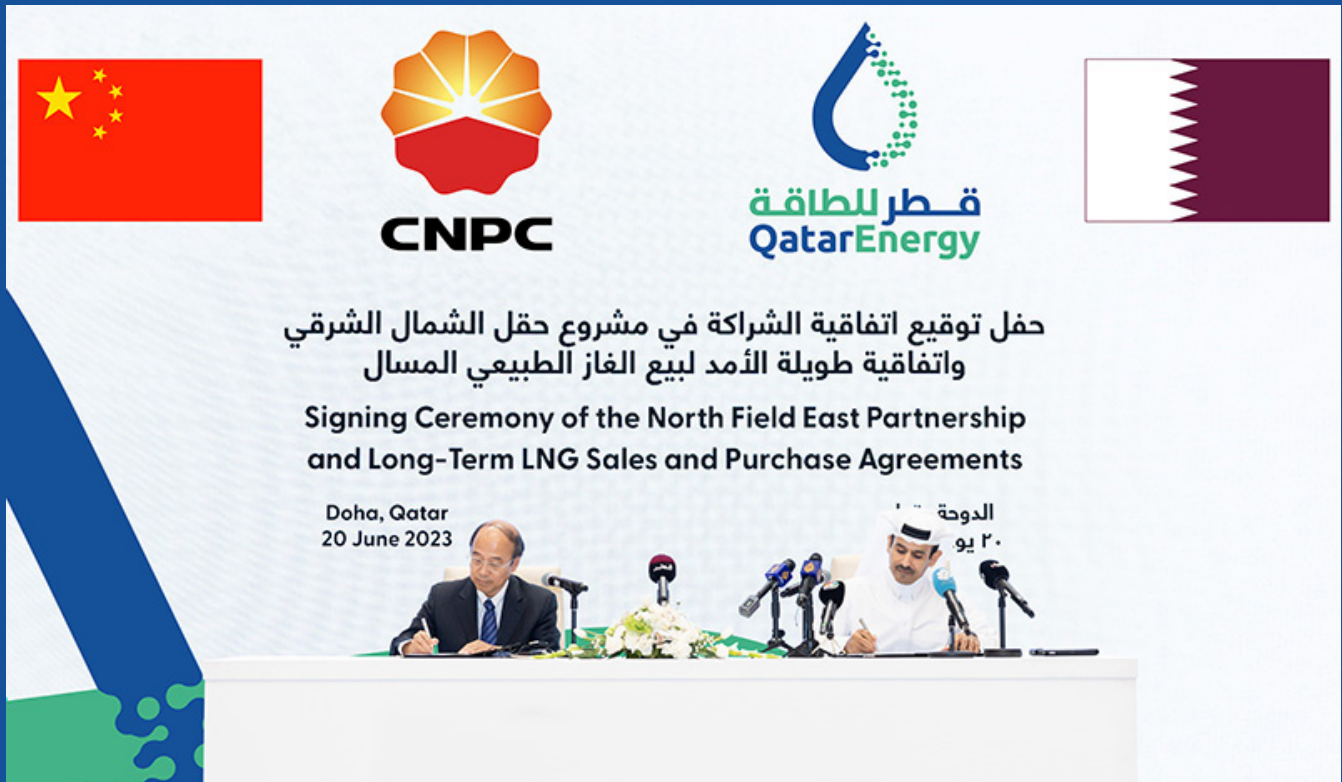 CNPC
قطر للطاقة
QatarEnergy
حفل توقيع اتفاقية الشراكة في مشروع حقل الشمال الشرقي
واتفاقية طويلة الأمد لبيع الغاز الطبيعي المسال
Signing Ceremony of the North Field East Partnership
and Long-Term LNG Sales and Purchase Agreements
Doha, Qatar
20 June 2023
الدوحة
٢٠